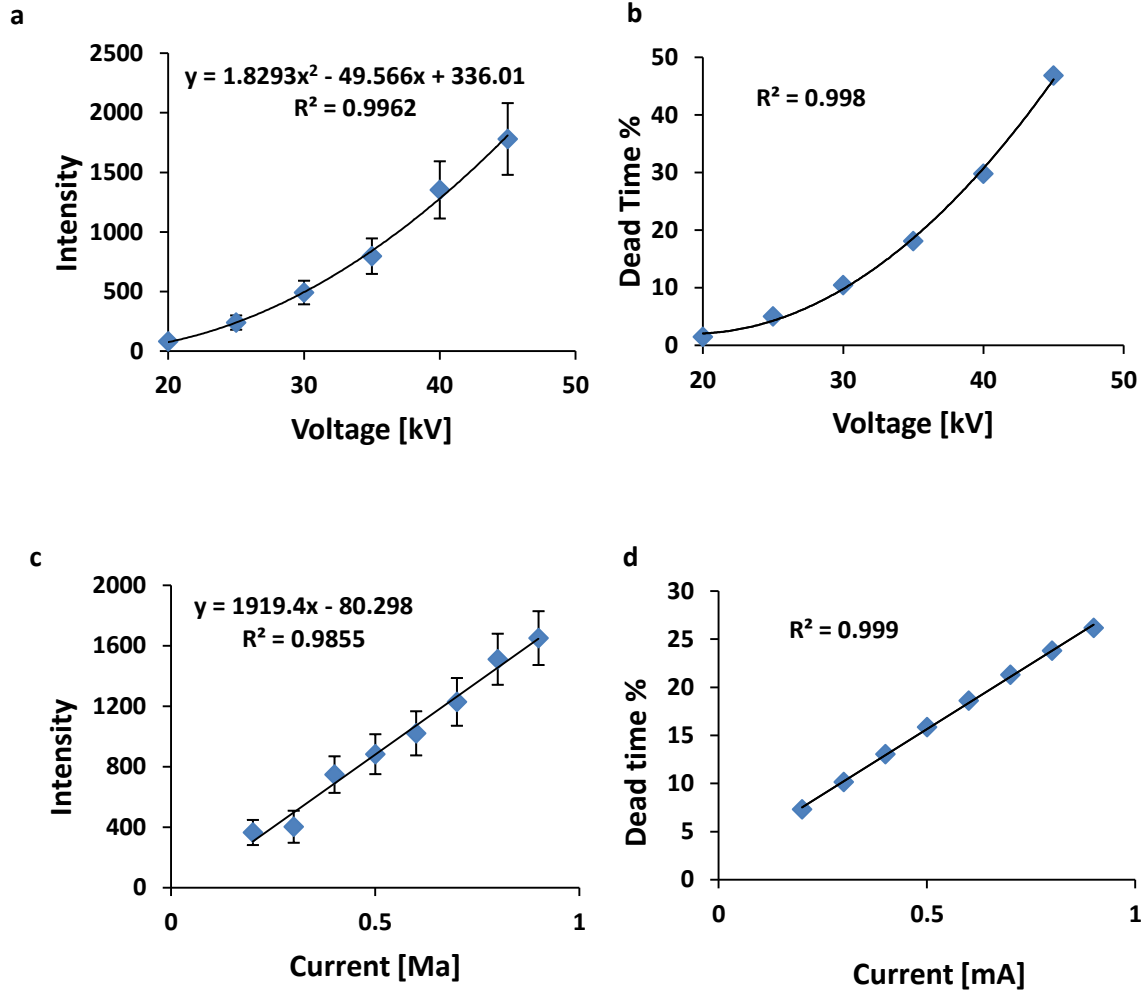 a
2500
2000
1500
1000
500
0
y = 1.8293x² - 49.566x + 336.01
R² = 0.9962
Intensity
20
30
40
50
Voltage [kV]
b
50
40
30
20
10
0
R² = 0.998
Dead Time %
20
30
40
50
Voltage [kV]
c
2000
1600
1200
800
400
0
y = 1919.4x - 80.298
R² = 0.9855
Intensity
0
0.5
1
Current [Ma]
d
30
25
20
15
10
5
0
R² = 0.999
Dead time %
0
0.5
1
Current [mA]